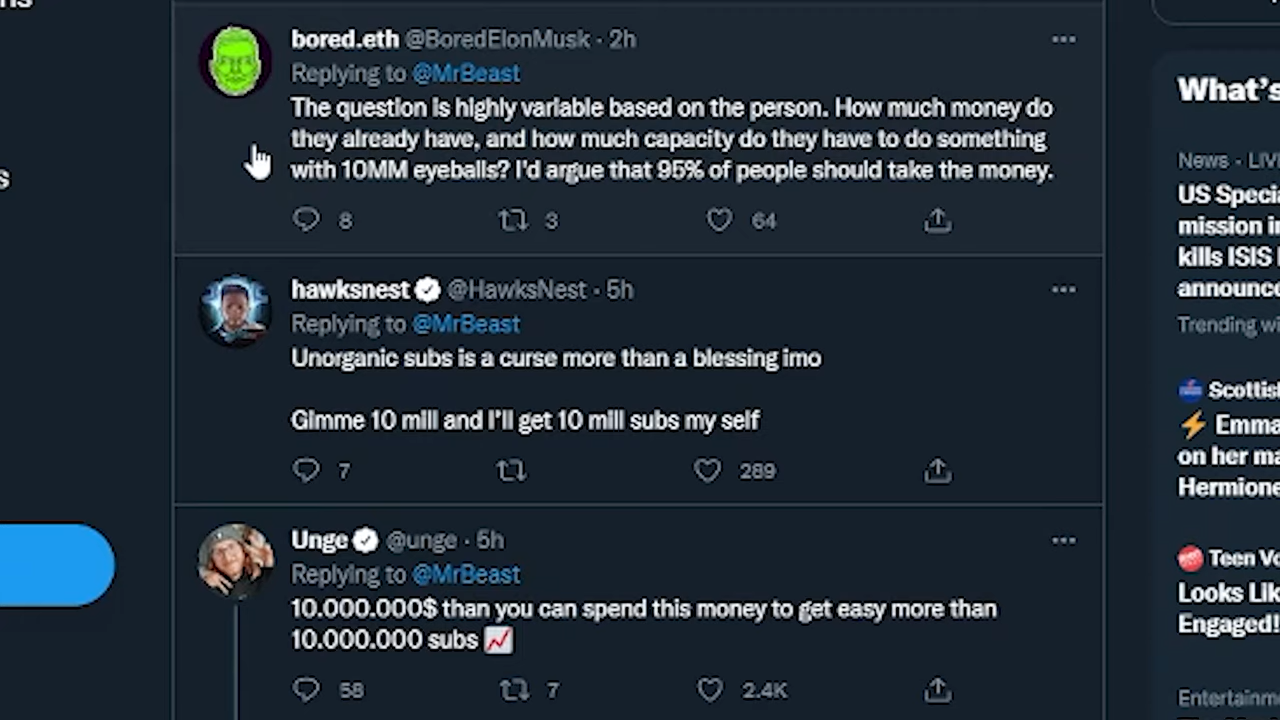 bored.eth @BoredElonMusk · 2h
Replying to @MrBeast
The question is highly variable based on the person. How much money do
they already have, and how much capacity do they have to do something
with 10MM eyeballs? I'd argue that 95% of people should take the money.
8 3 64
hawksnest @HawksNest · 5h
Replying to @MrBeast
Unorganic subs is a curse more than a blessing imo
Gimme 10 mill and I'll get 10 mill subs my self
7 289
Unge @unge · 5h
Replying to @MrBeast
10.000.000$ than you can spend this money to get easy more than
10.000.000 subs 📈
58 7 2.4K
What's
News · LIV
US Specia
mission i
kills ISIS
announce
Trending wi
Scottis
⚡ Emma
on her ma
Hermione
Teen Vo
Looks Lik
Engaged!
Entertainm